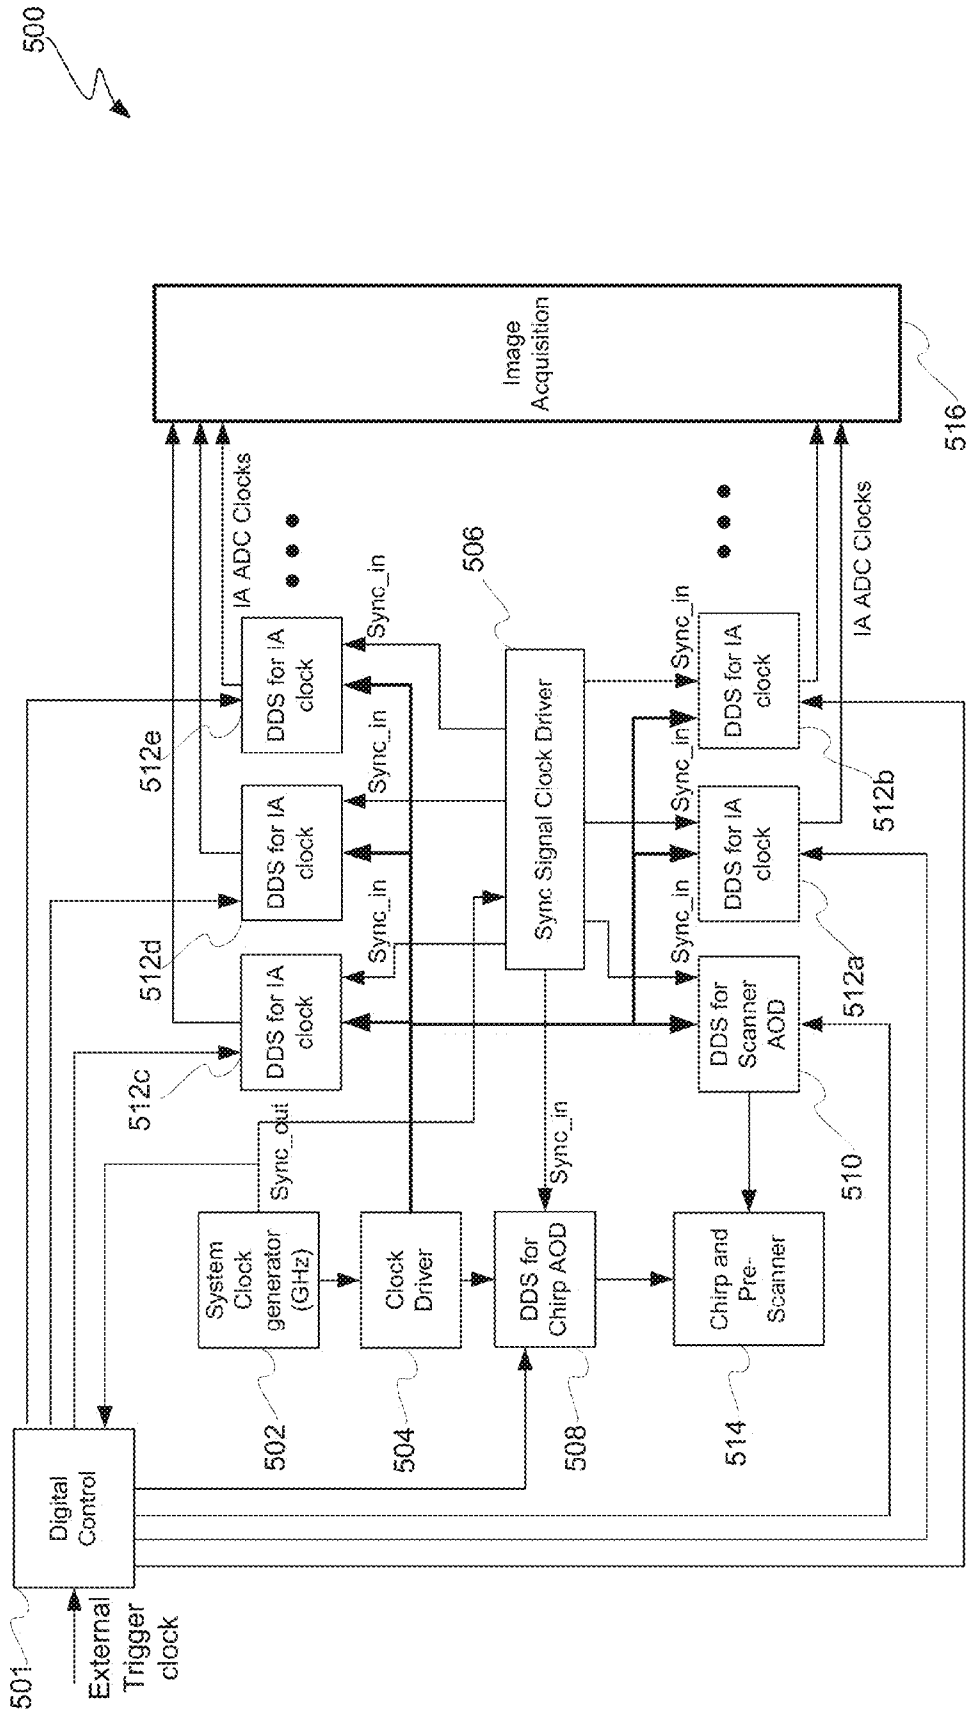 500
501
External
Trigger
clock
Digital
Control
512c
DDS for IA
clock
512d
DDS for IA
clock
512e
DDS for IA
clock
IA ADC Clocks
Sync_in
Sync_in
Sync_in
Sync_out
502
System
Clock
generator
(GHz)
504
Clock
Driver
506
Sync Signal Clock Driver
Image
Acquisition
516
508
DDS for
Chirp AOD
Sync_in
Sync_in
Sync_in
Sync_in
514
Chirp and
Pre-
Scanner
510
DDS for
Scanner
AOD
512a
DDS for IA
clock
512b
DDS for IA
clock
IA ADC Clocks